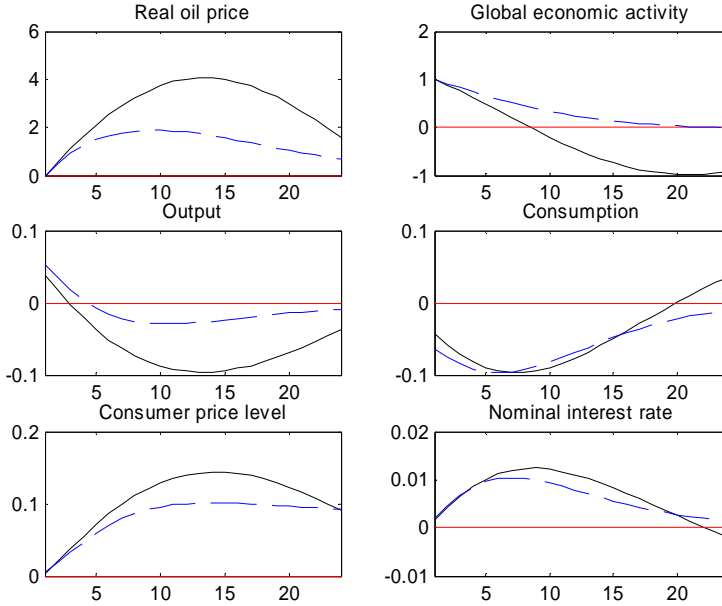 Real oil price
6
4
2
0
5 10 15 20
Global economic activity
2
1
0
-1
5 10 15 20
Output
0.1
0
-0.1
5 10 15 20
Consumption
0.1
0
-0.1
5 10 15 20
Consumer price level
0.2
0.1
0
5 10 15 20
Nominal interest rate
0.02
0.01
0
-0.01
5 10 15 20